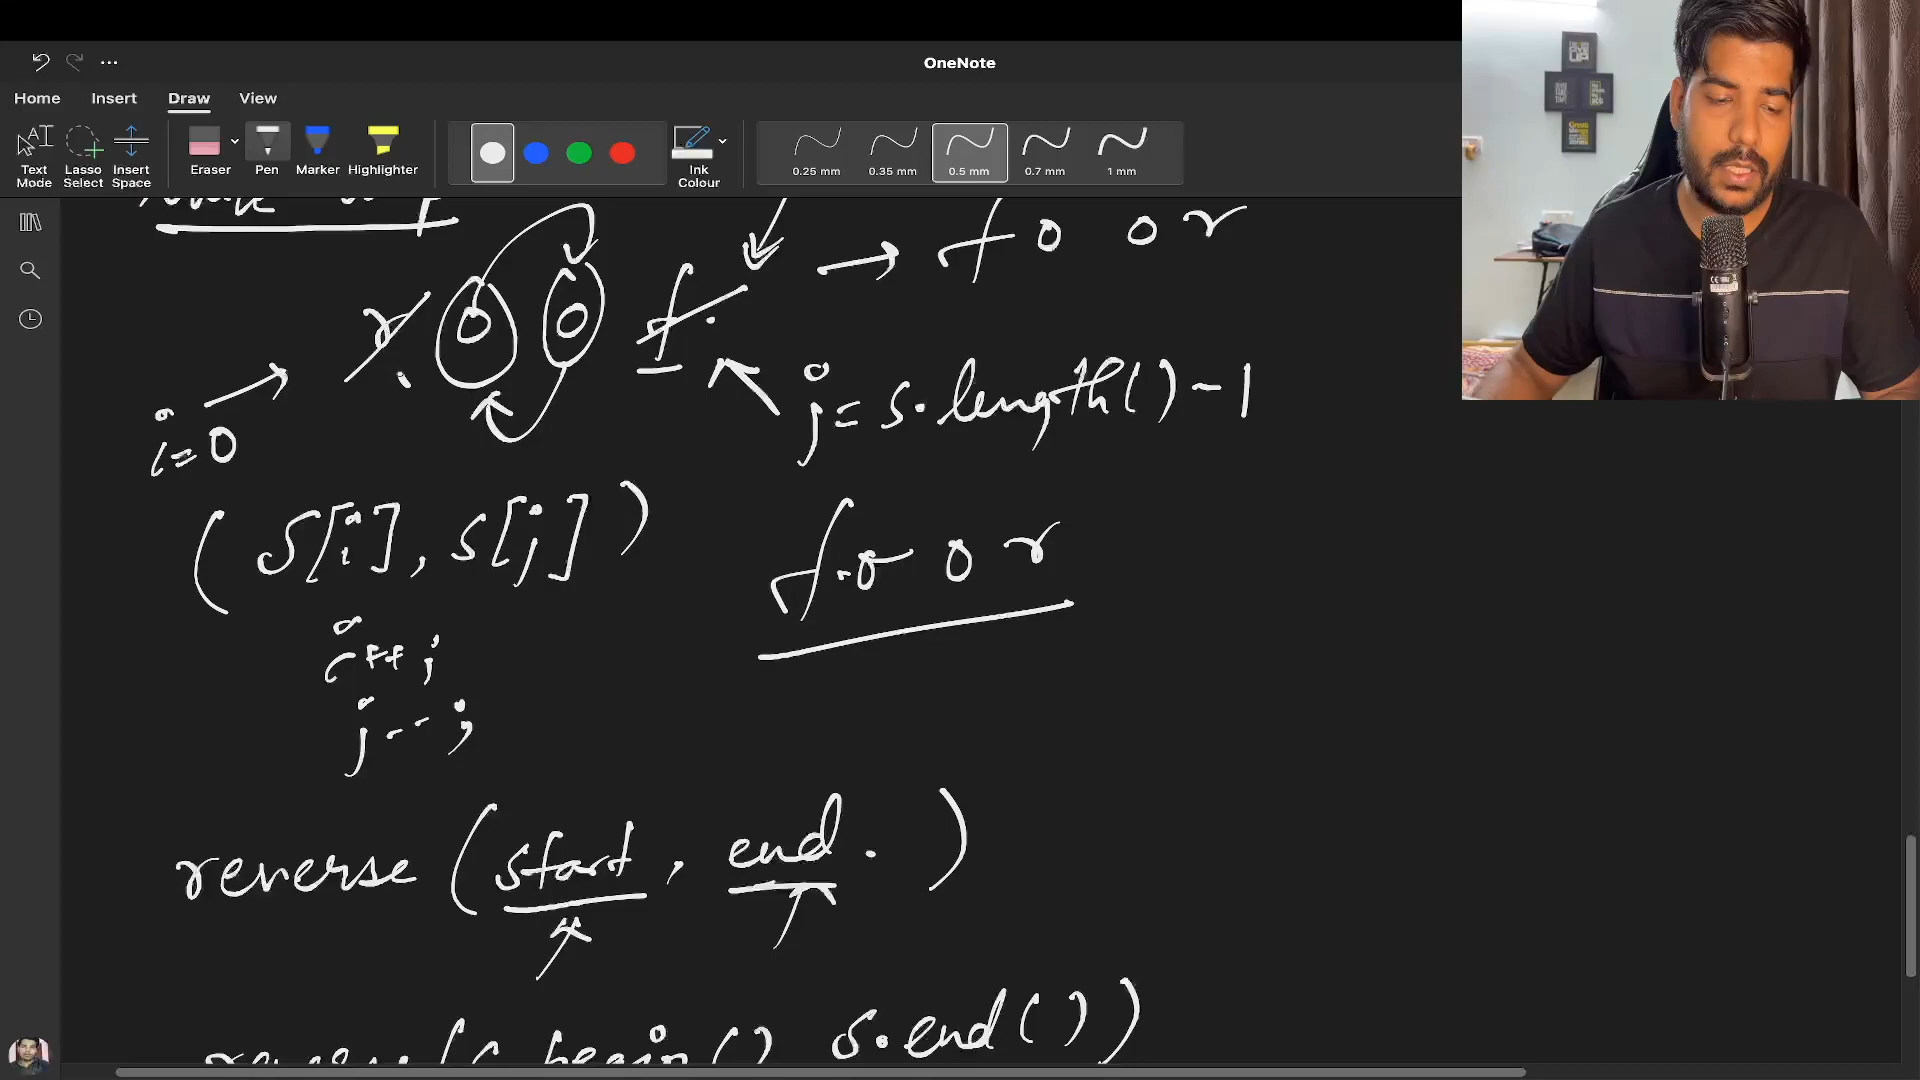 OneNote
Home Insert Draw View
Text Mode
Lasso Select
Insert Space
Eraser
Pen
Marker
Highlighter
Ink Colour
0.25 mm
0.35 mm
0.5 mm
0.7 mm
1 mm
r o o f → f o o r
i=0
j = s.length() - 1
( S[i], s[j] )
f o o r
i++;
j--;
reverse ( start , end . )
reverse ( s.begin() s.end() )